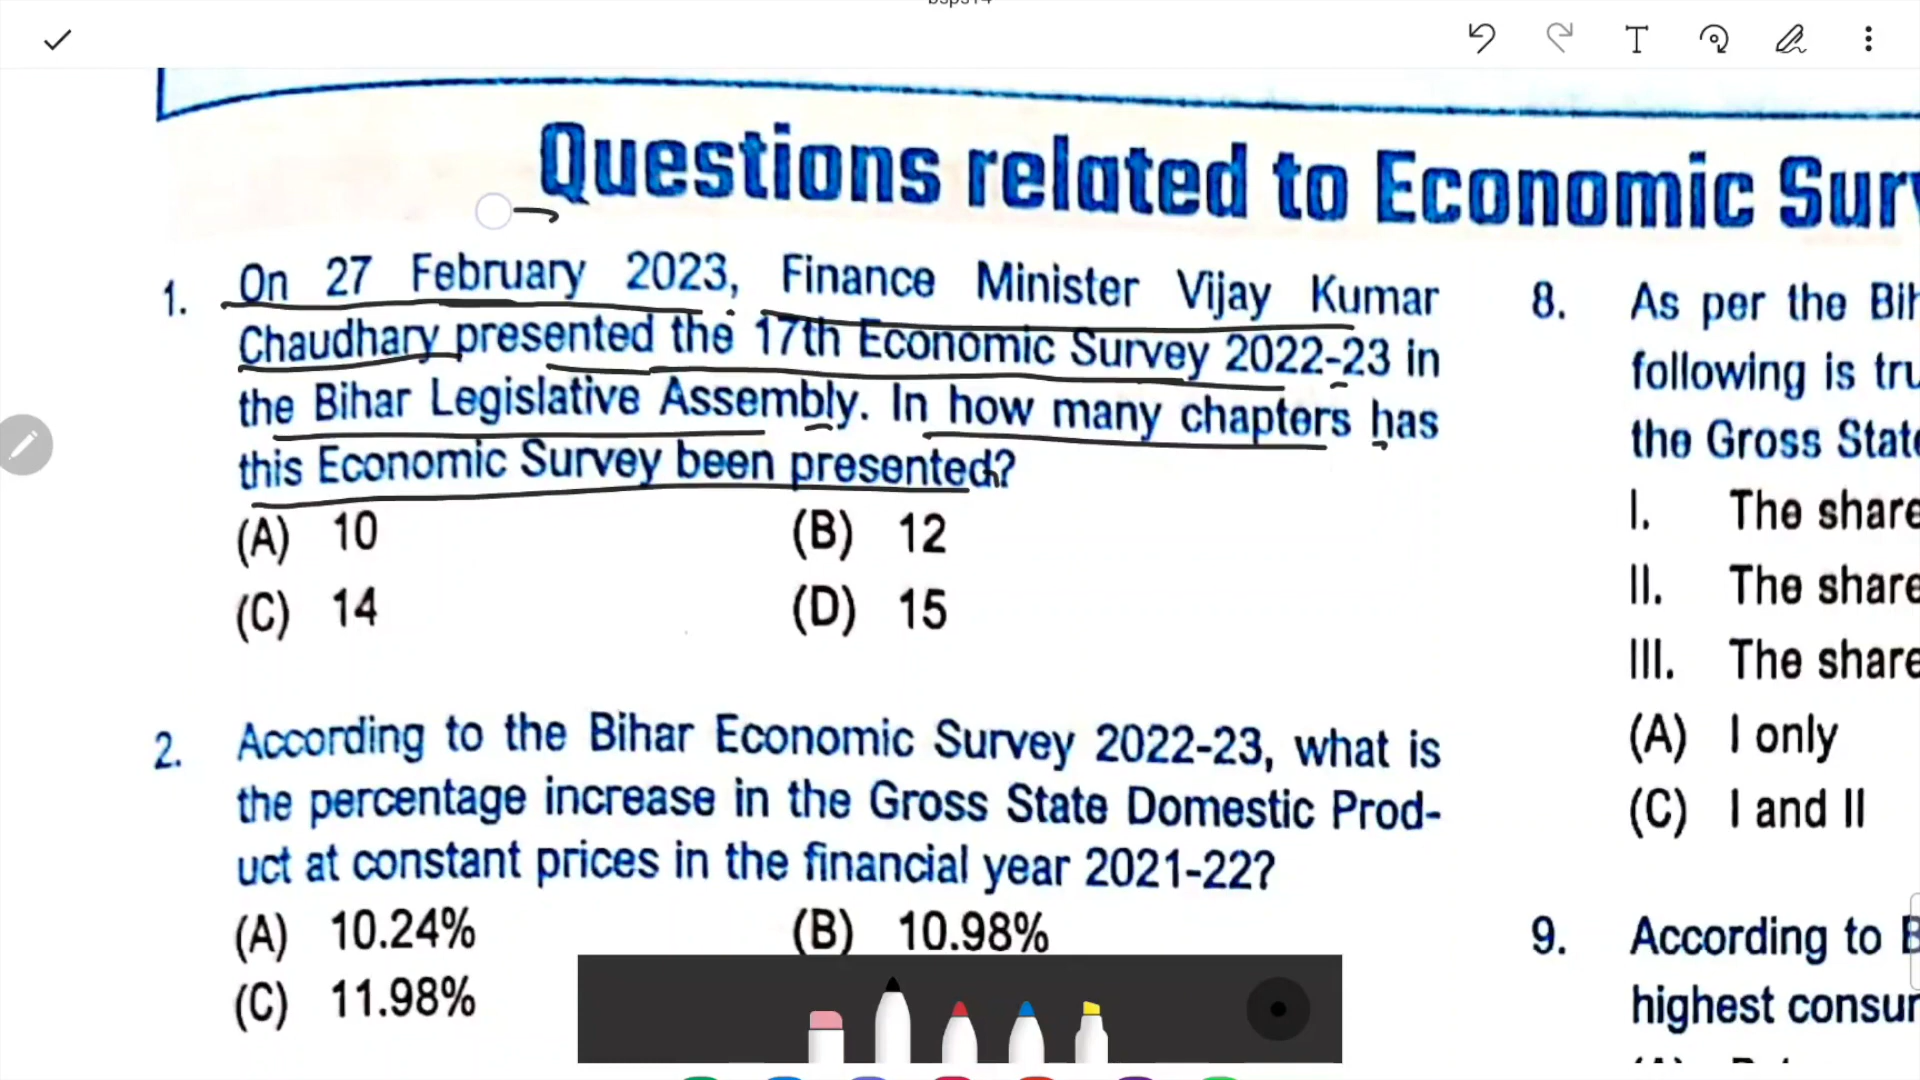 Questions related to Economic
1. On 27 February 2023, Finance Minister Vijay Kumar
Chaudhary presented the 17th Economic Survey 2022-23 in
the Bihar Legislative Assembly. In how many chapters has
this Economic Survey been presented?
(A) 10 (B) 12
(C) 14 (D) 15
2. According to the Bihar Economic Survey 2022-23, what is
the percentage increase in the Gross State Domestic Prod-
uct at constant prices in the financial year 2021-22?
(A) 10.24% (B) 10.98%
(C) 11.98%
8. As per the
following is
the Gross
I. The share
II. The share
III. The share
(A) I only
(C) I and II
9. According to
highest